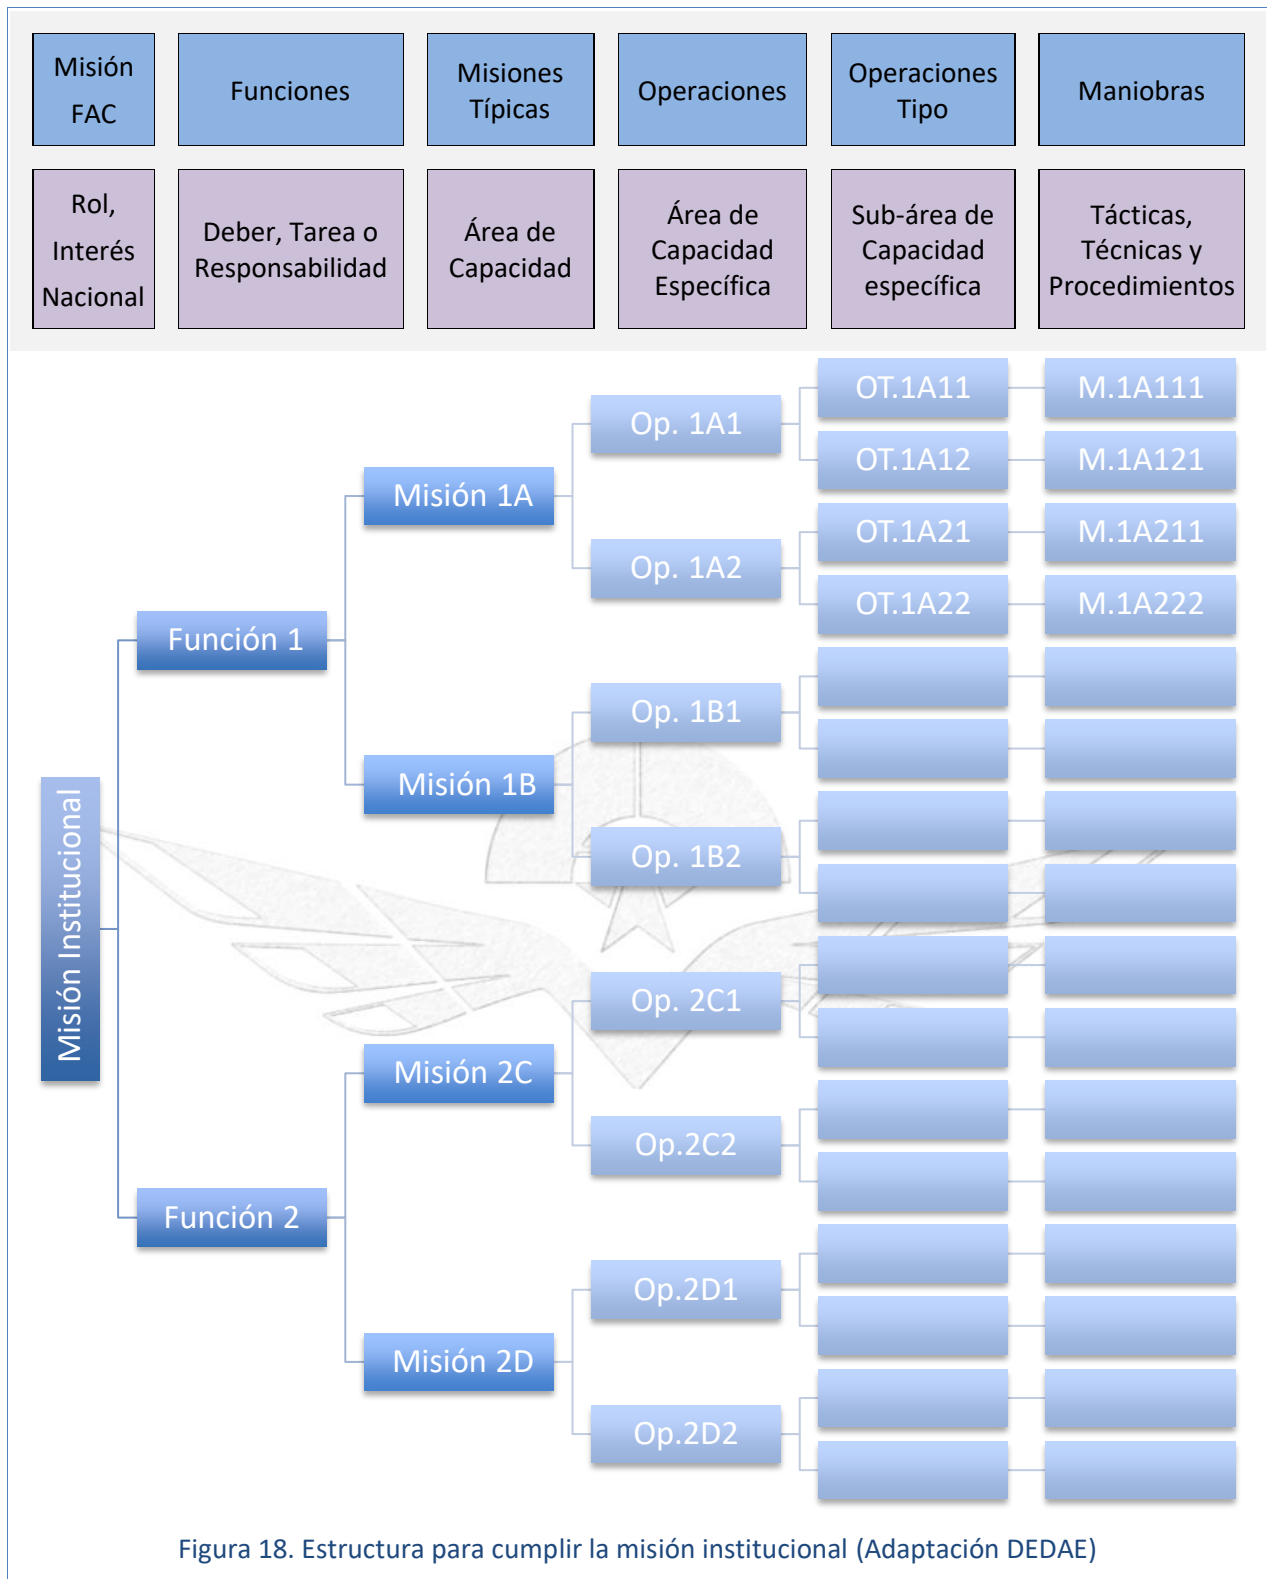 Misión
FAC
Funciones
Misiones
Típicas
Operaciones
Operaciones
Tipo
Maniobras
Rol,
Interés
Nacional
Deber, Tarea o
Responsabilidad
Área de
Capacidad
Área de
Capacidad
Específica
Sub-área de
Capacidad
específica
Tácticas,
Técnicas y
Procedimientos
Misión Institucional
Función 1
Misión 1A
Op. 1A1
OT.1A11
M.1A111
OT.1A12
M.1A121
Op. 1A2
OT.1A21
M.1A211
OT.1A22
M.1A222
Misión 1B
Op. 1B1
Op. 1B2
Función 2
Misión 2C
Op. 2C1
Op.2C2
Misión 2D
Op.2D1
Op.2D2
Figura 18. Estructura para cumplir la misión institucional (Adaptación DEDAE)